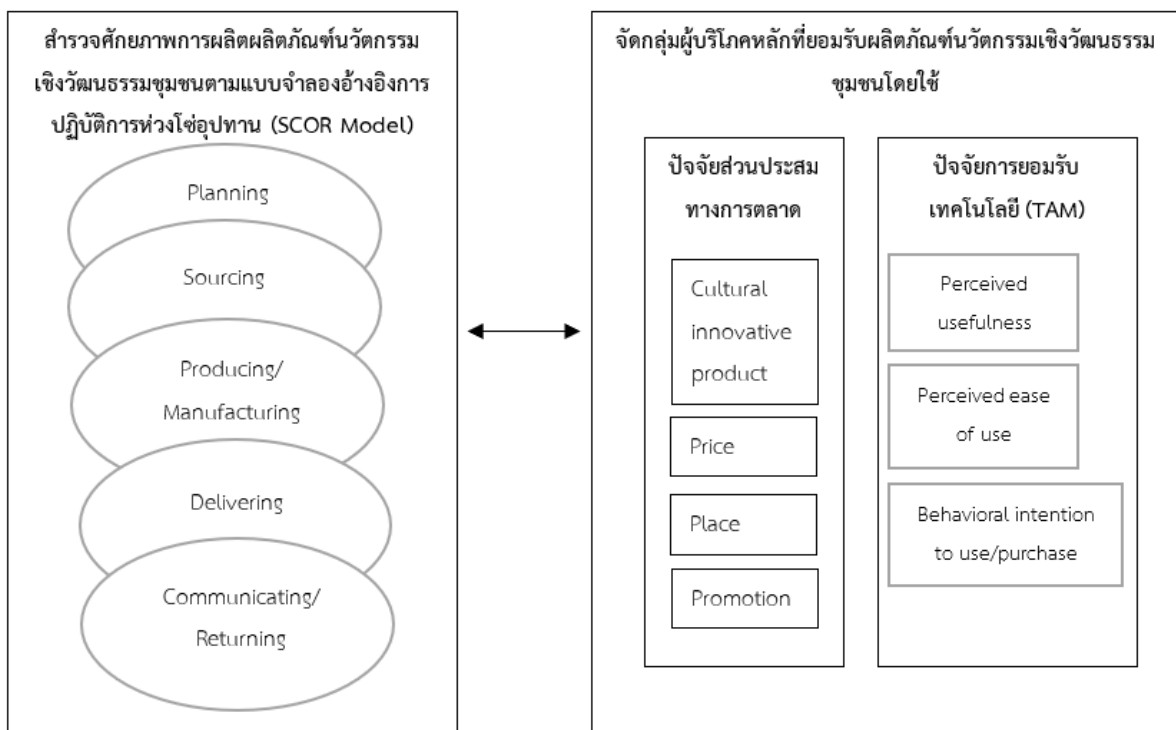 สำรวจศักยภาพการผลิตผลิตภัณฑ์นวัตกรรม
เชิงวัฒนธรรมชุมชนตามแบบจำลองอ้างอิงการ
ปฏิบัติการห่วงโซ่อุปทาน (SCOR Model)
Planning
Sourcing
Producing/
Manufacturing
Delivering
Communicating/
Returning
จัดกลุ่มผู้บริโภคหลักที่ยอมรับผลิตภัณฑ์นวัตกรรมเชิงวัฒนธรรม
ชุมชนโดยใช้
ปัจจัยส่วนประสม
ทางการตลาด
Cultural
innovative
product
Price
Place
Promotion
ปัจจัยการยอมรับ
เทคโนโลยี (TAM)
Perceived
usefulness
Perceived ease
of use
Behavioral intention
to use/purchase